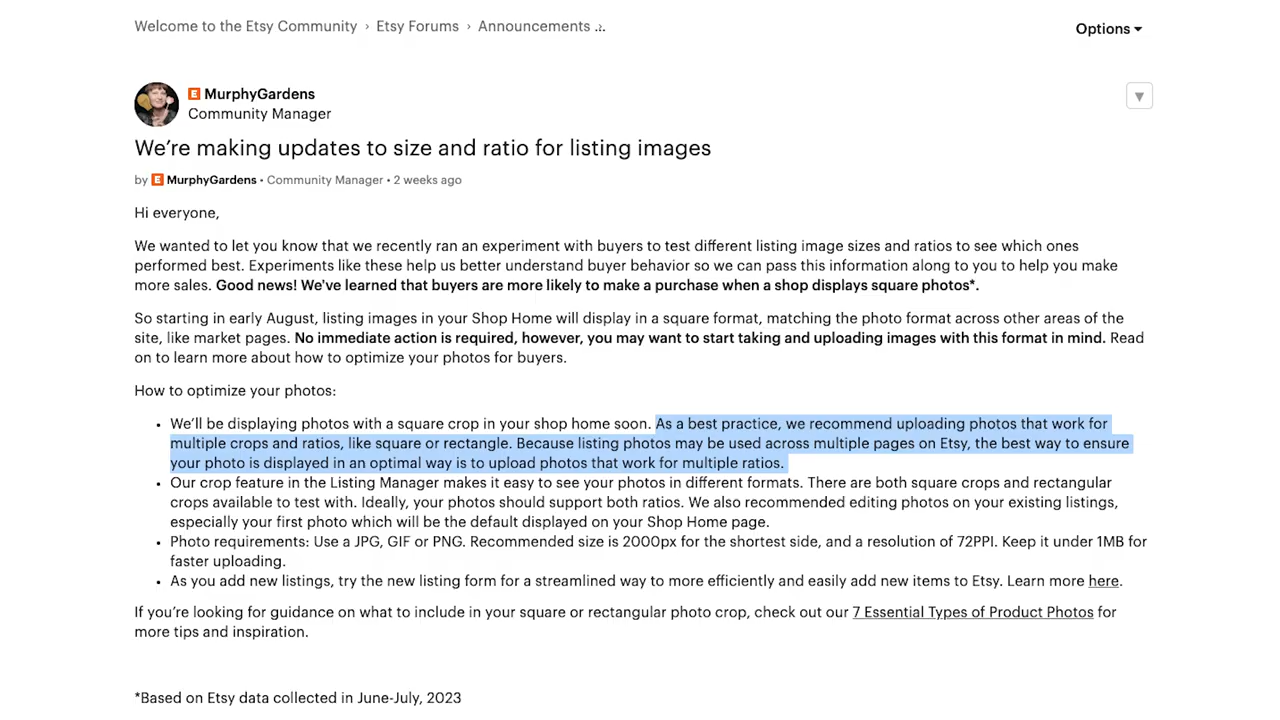 Welcome to the Etsy Community › Etsy Forums › Announcements ...
Options
E MurphyGardens
Community Manager
We're making updates to size and ratio for listing images
by E MurphyGardens • Community Manager • 2 weeks ago
Hi everyone,
We wanted to let you know that we recently ran an experiment with buyers to test different listing image sizes and ratios to see which ones
performed best. Experiments like these help us better understand buyer behavior so we can pass this information along to you to help you make
more sales. Good news! We've learned that buyers are more likely to make a purchase when a shop displays square photos*.
So starting in early August, listing images in your Shop Home will display in a square format, matching the photo format across other areas of the
site, like market pages. No immediate action is required, however, you may want to start taking and uploading images with this format in mind. Read
on to learn more about how to optimize your photos for buyers.
How to optimize your photos:
• We'll be displaying photos with a square crop in your shop home soon. As a best practice, we recommend uploading photos that work for
multiple crops and ratios, like square or rectangle. Because listing photos may be used across multiple pages on Etsy, the best way to ensure
your photo is displayed in an optimal way is to upload photos that work for multiple ratios.
• Our crop feature in the Listing Manager makes it easy to see your photos in different formats. There are both square crops and rectangular
crops available to test with. Ideally, your photos should support both ratios. We also recommended editing photos on your existing listings,
especially your first photo which will be the default displayed on your Shop Home page.
• Photo requirements: Use a JPG, GIF or PNG. Recommended size is 2000px for the shortest side, and a resolution of 72PPI. Keep it under 1MB for
faster uploading.
• As you add new listings, try the new listing form for a streamlined way to more efficiently and easily add new items to Etsy. Learn more here.
If you're looking for guidance on what to include in your square or rectangular photo crop, check out our 7 Essential Types of Product Photos for
more tips and inspiration.
*Based on Etsy data collected in June-July, 2023